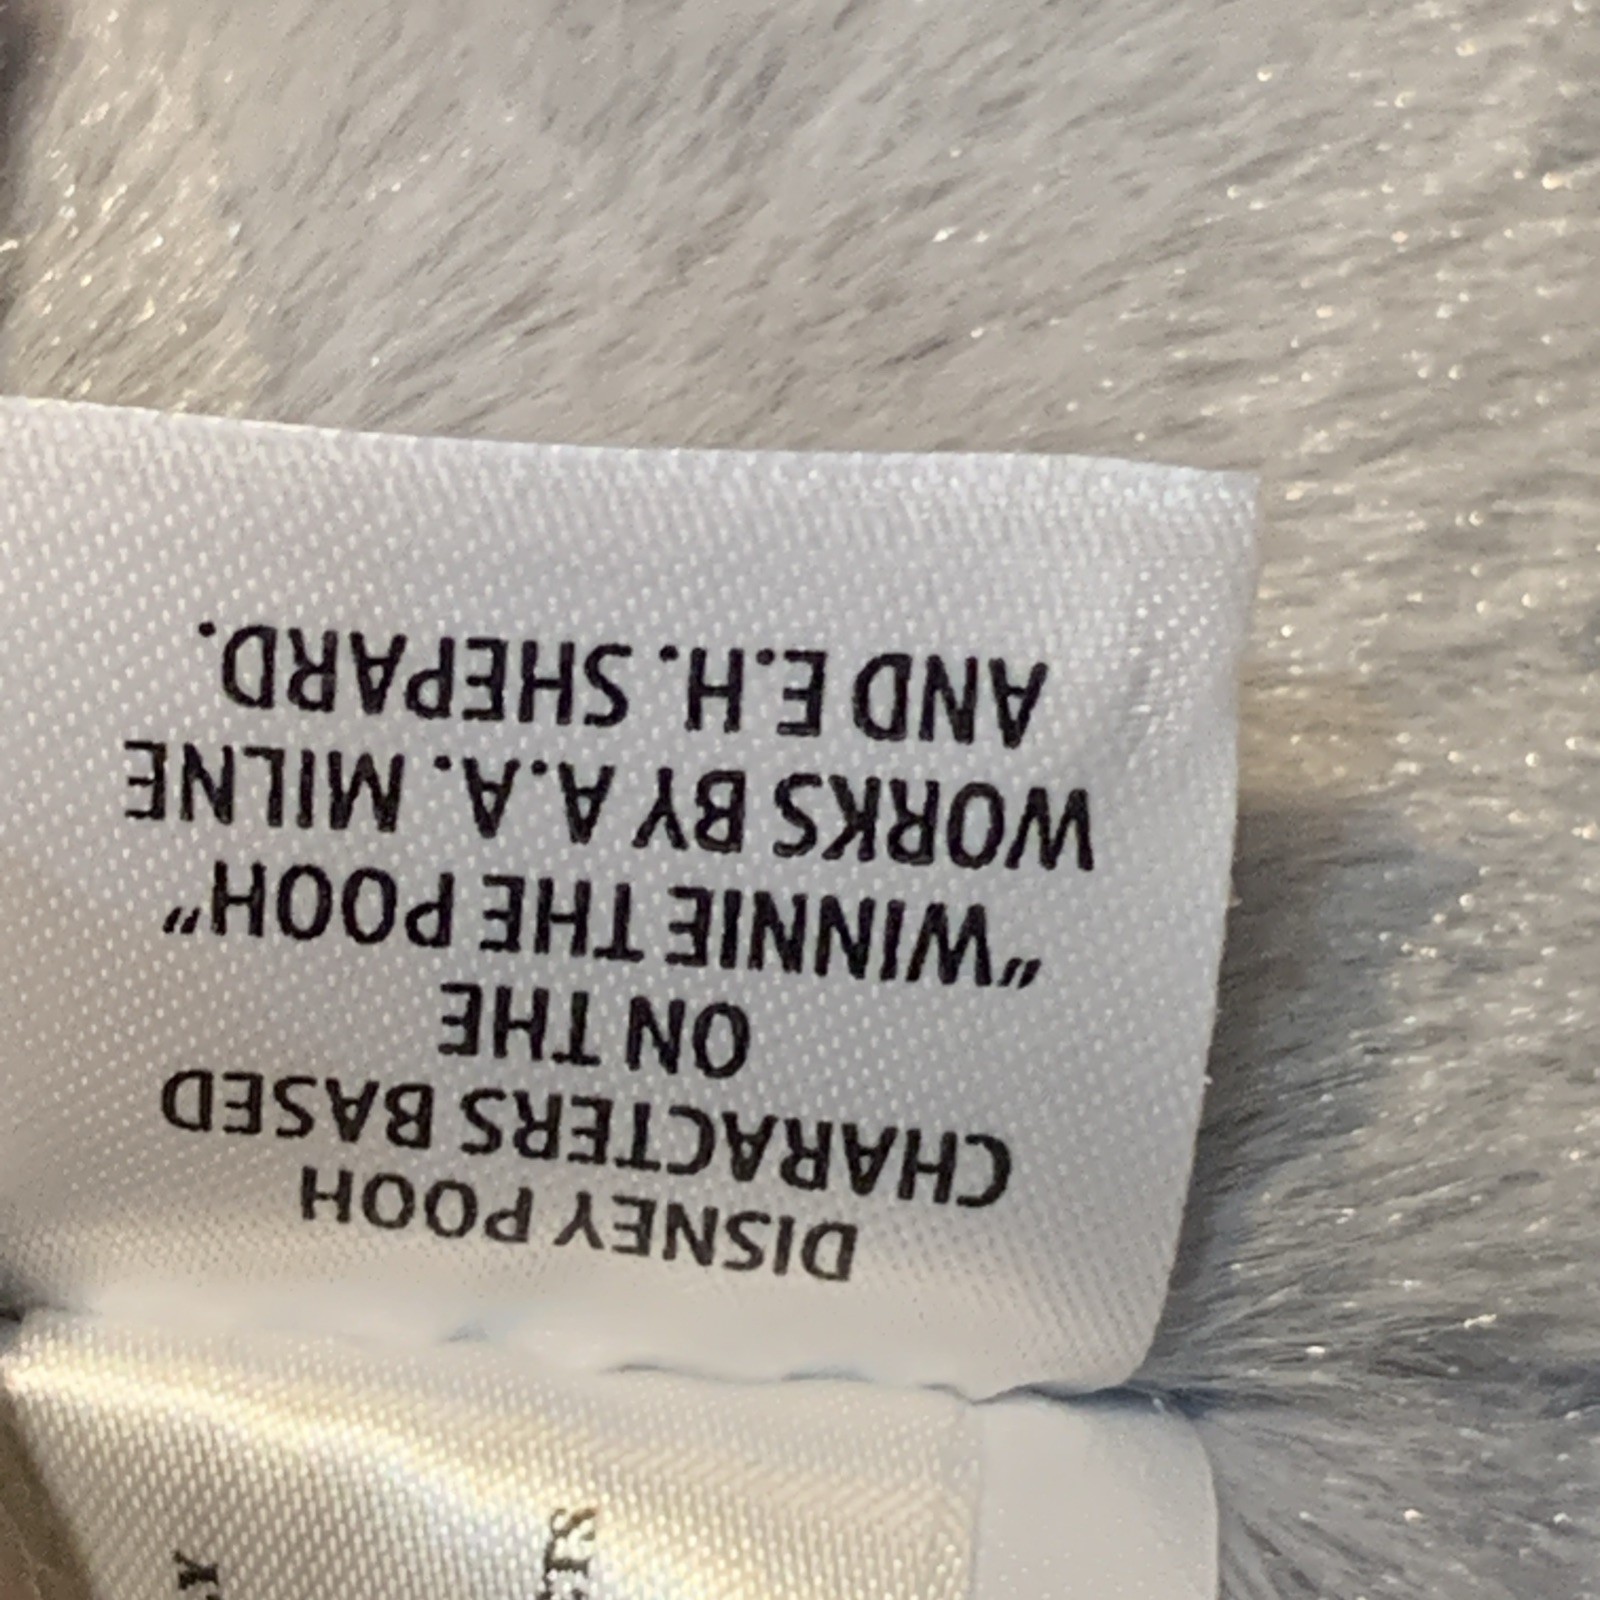 DISNEY POOH
CHARACTERS BASED
ON THE
"WINNIE THE POOH"
WORKS BY A.A. MILNE
AND E.H. SHEPARD.